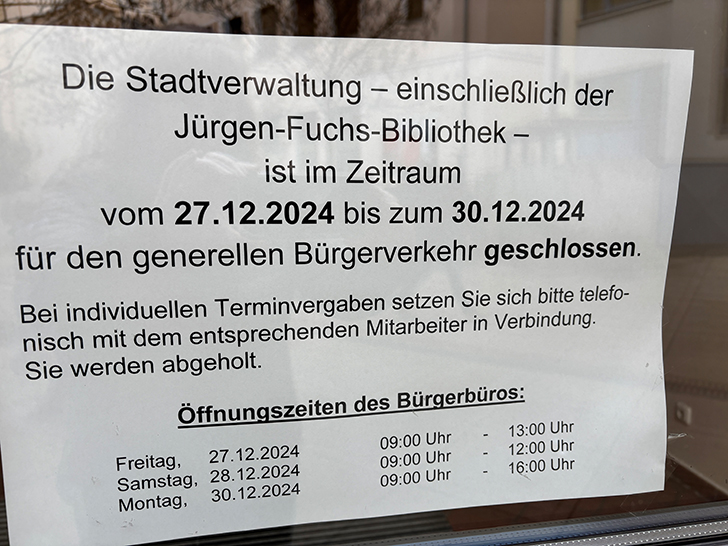 Die Stadtverwaltung – einschließlich der
Jürgen-Fuchs-Bibliothek –
ist im Zeitraum
vom 27.12.2024 bis zum 30.12.2024
für den generellen Bürgerverkehr geschlossen.
Bei individuellen Terminvergaben setzen Sie sich bitte telefo-
nisch mit dem entsprechenden Mitarbeiter in Verbindung.
Sie werden abgeholt.
Öffnungszeiten des Bürgerbüros:
Freitag, 27.12.2024 09:00 Uhr - 13:00 Uhr
Samstag, 28.12.2024 09:00 Uhr - 12:00 Uhr
Montag, 30.12.2024 09:00 Uhr - 16:00 Uhr